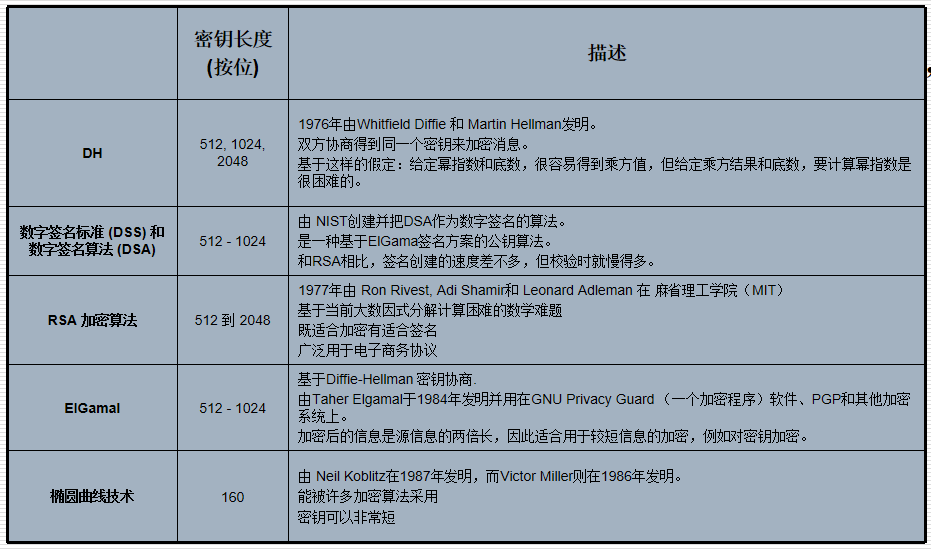 密钥长度
(按位)
描述
DH
512, 1024,
2048
1976年由Whitfield Diffie 和 Martin Hellman发明。
双方协商得到同一个密钥来加密消息。
基于这样的假定：给定幂指数和底数，很容易得到乘方值，但给定乘方结果和底数，要计算幂指数是
很困难的。
数字签名标准 (DSS) 和
数字签名算法 (DSA)
512 - 1024
由 NIST创建并把DSA作为数字签名的算法。
是一种基于ElGama签名方案的公钥算法。
和RSA相比，签名创建的速度差不多，但校验时就慢得多。
RSA 加密算法
512 到 2048
1977年由 Ron Rivest, Adi Shamir和 Leonard Adleman 在 麻省理工学院（MIT）
基于当前大数因式分解计算困难的数学难题
既适合加密有适合签名
广泛用于电子商务协议
ElGamal
512 - 1024
基于Diffie-Hellman 密钥协商.
由Taher Elgamal于1984年发明并用在GNU Privacy Guard （一个加密程序）软件、PGP和其他加密
系统上。
加密后的信息是源信息的两倍长，因此适合用于较短信息的加密，例如对密钥加密。
椭圆曲线技术
160
由 Neil Koblitz在1987年发明，而Victor Miller则在1986年发明。
能被许多加密算法采用
密钥可以非常短